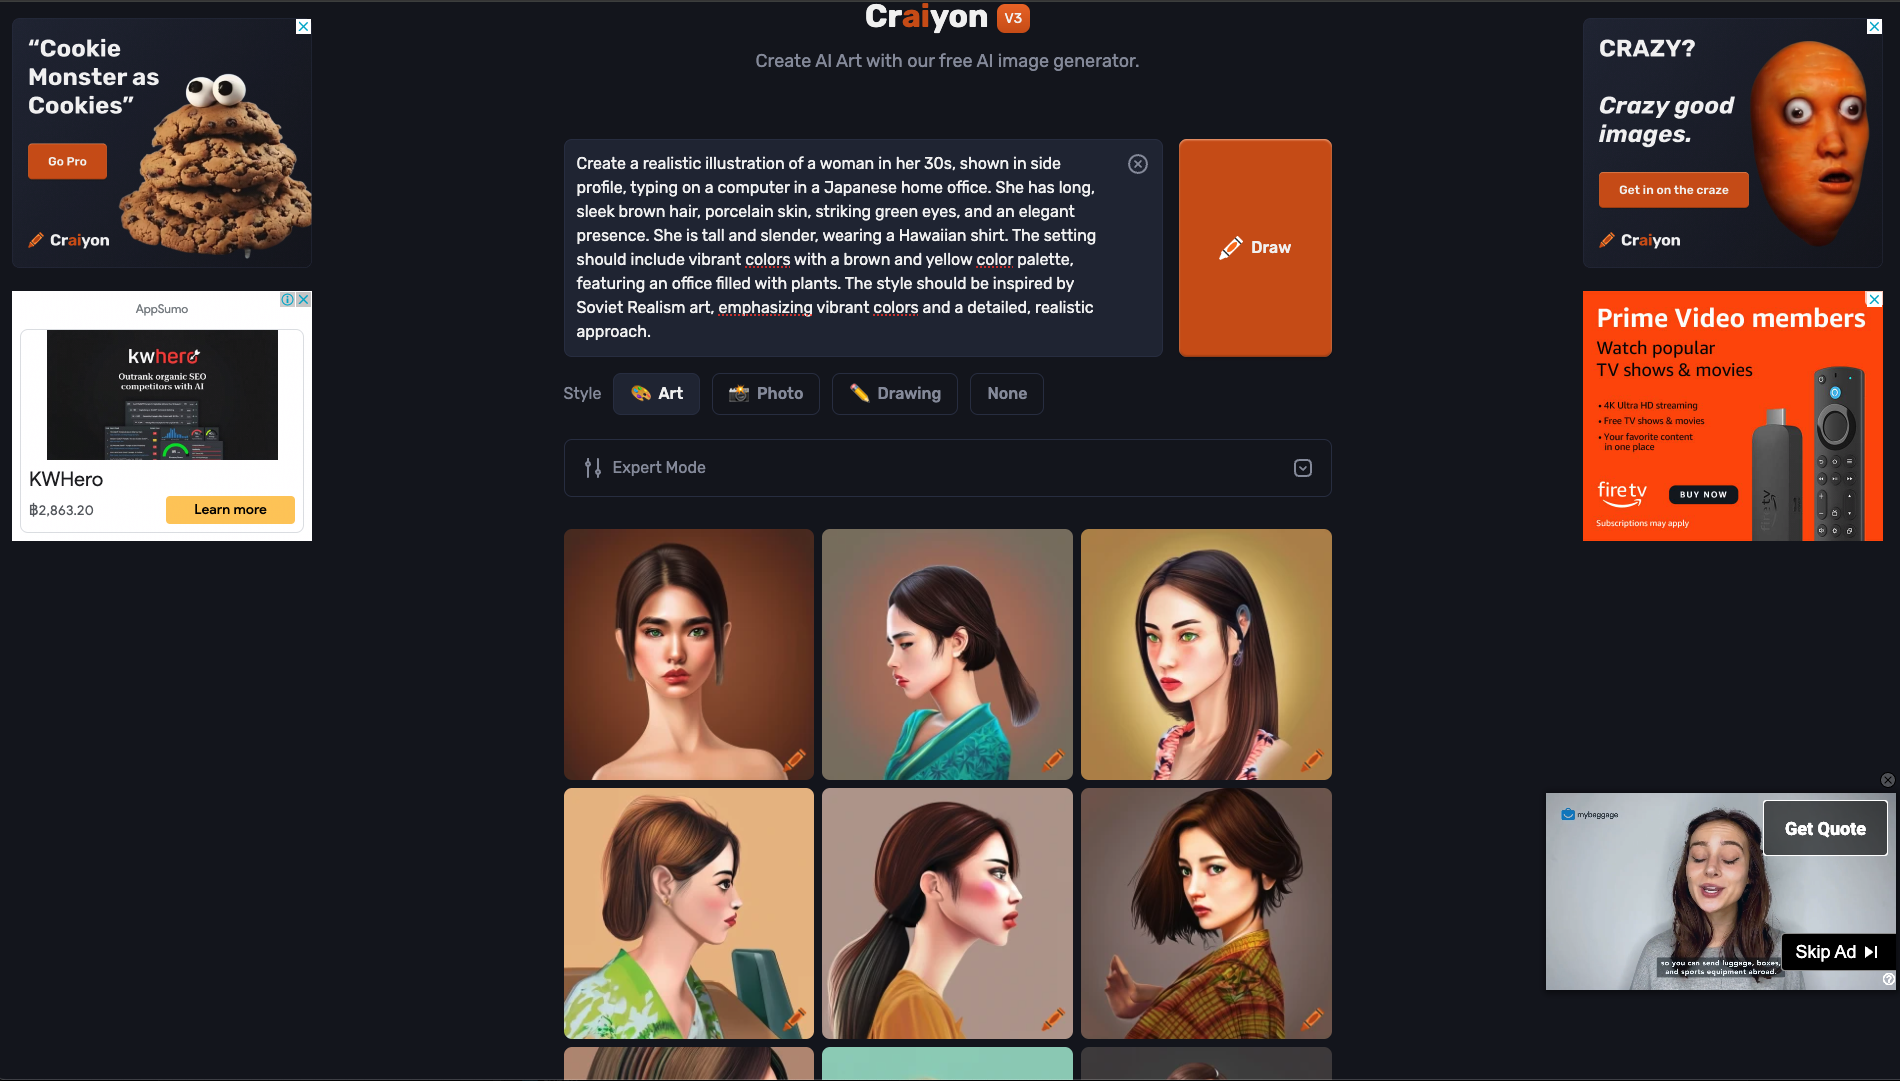 Craiyon V3
Create AI Art with our free AI image generator.
“Cookie
Monster as
Cookies”
Go Pro
Craiyon
AppSumo
kwhero
Outrank organic SEO
competitors with AI
KWHero
฿2,863.20
Learn more
Create a realistic illustration of a woman in her 30s, shown in side
profile, typing on a computer in a Japanese home office. She has long,
sleek brown hair, porcelain skin, striking green eyes, and an elegant
presence. She is tall and slender, wearing a Hawaiian shirt. The setting
should include vibrant colors with a brown and yellow color palette,
featuring an office filled with plants. The style should be inspired by
Soviet Realism art, emphasizing vibrant colors and a detailed, realistic
approach.
Draw
Style
Art
Photo
Drawing
None
Expert Mode
CRAZY?
Crazy good
images.
Get in on the craze
Craiyon
Prime Video members
Watch popular
TV shows & movies
• 4K Ultra HD streaming
• Free TV shows & movies
• Your favorite content
in one place
fire tv
BUY NOW
Subscriptions may apply
tv
mybaggage
Get Quote
Skip Ad
so you can send luggage, boxes,
and sports equipment abroad.